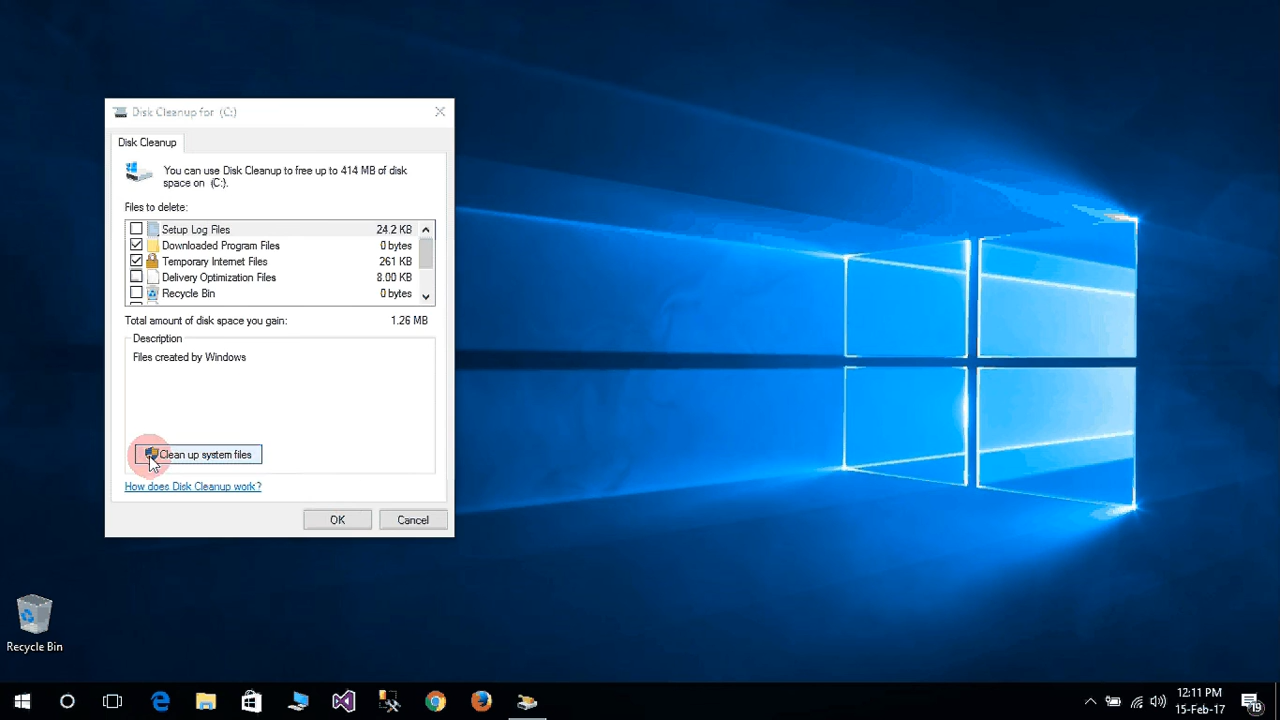 Disk Cleanup for (C:)
Disk Cleanup
You can use Disk Cleanup to free up to 414 MB of disk
space on (C:).
Files to delete:
Setup Log Files 24.2 KB
Downloaded Program Files 0 bytes
Temporary Internet Files 261 KB
Delivery Optimization Files 8.00 KB
Recycle Bin 0 bytes
Total amount of disk space you gain: 1.26 MB
Description
Files created by Windows
Clean up system files
How does Disk Cleanup work?
OK Cancel
Recycle Bin
12:11 PM
15-Feb-17
19